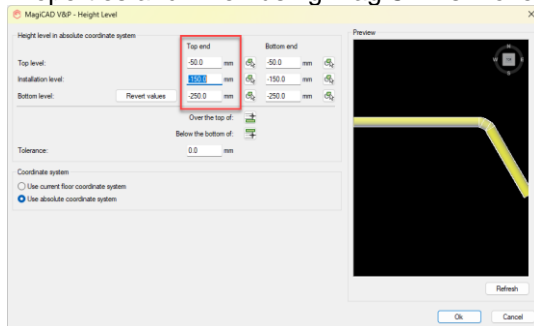 MagiCAD V&P - Height Level
Height level in absolute coordinate system
Top end Bottom end
Top level: -50.0 mm -50.0 mm
Installation level: -150.0 mm -150.0 mm
Bottom level: Revert values -250.0 mm -250.0 mm
Over the top of:
Below the bottom of:
Tolerance: 0.0 mm
Coordinate system
Use current floor coordinate system
Use absolute coordinate system
Preview
Refresh
Ok Cancel